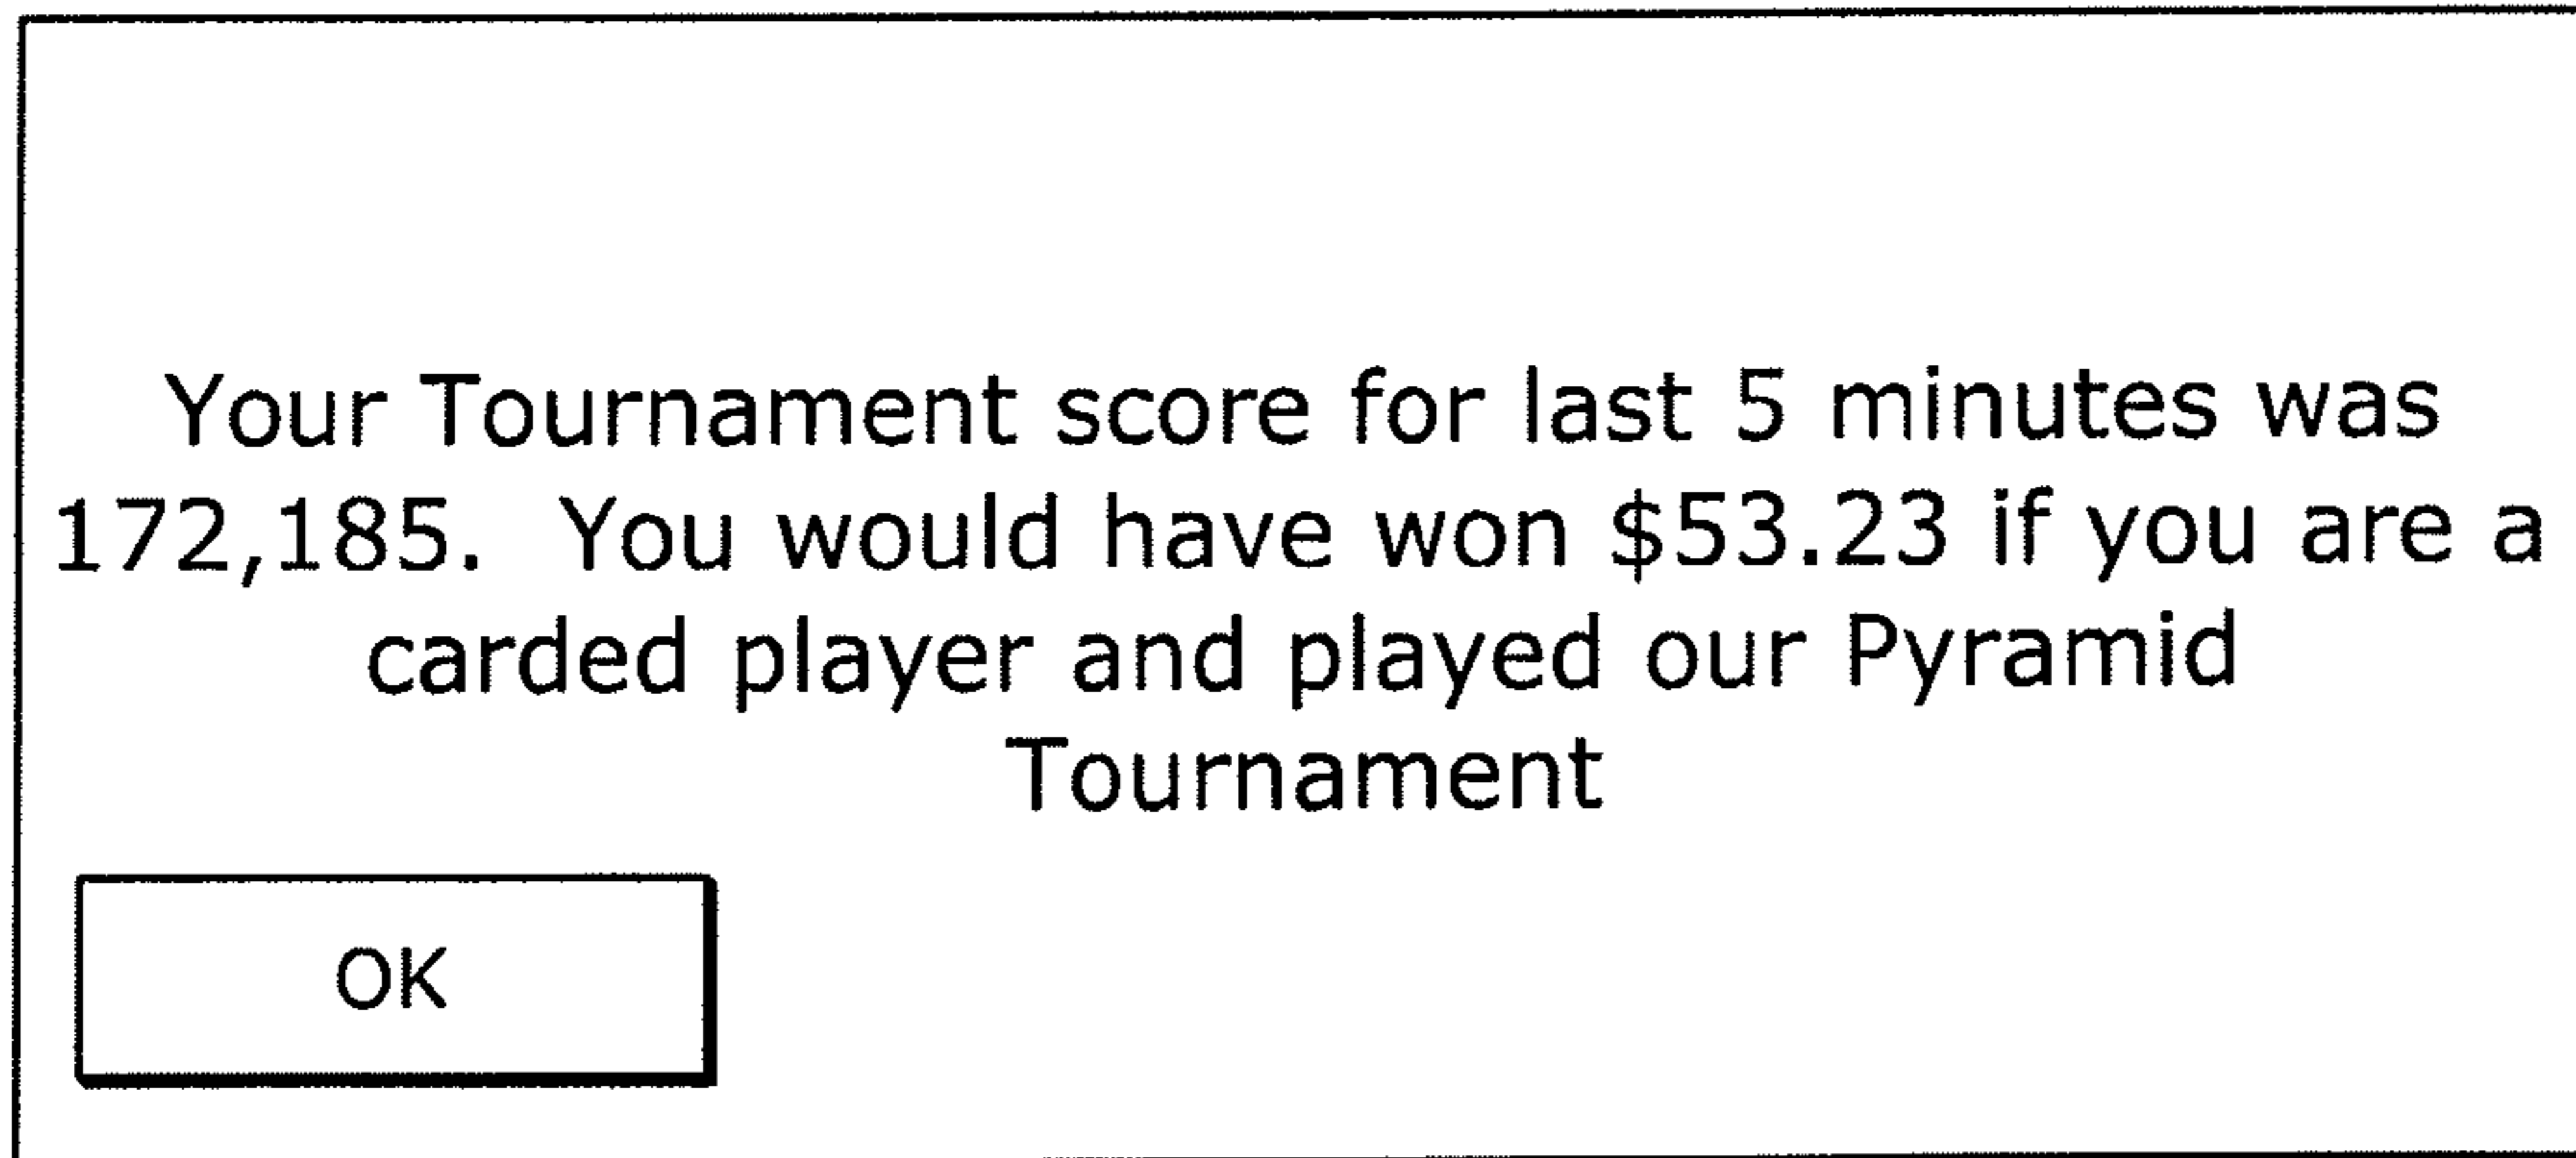 Your Tournament score for last 5 minutes was
172,185.  You would have won $53.23 if you are a
carded player and played our Pyramid
Tournament
OK